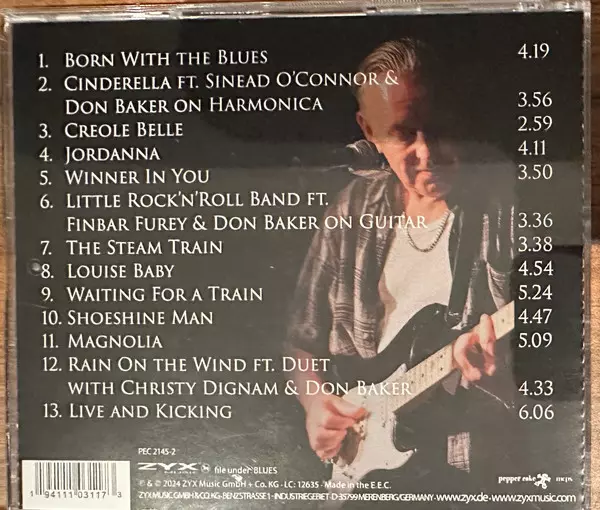 1. Born With the Blues 4.19
2. Cinderella ft. Sinead O'Connor &
Don Baker on Harmonica 3.56
3. Creole Belle 2.59
4. Jordanna 4.11
5. Winner In You 3.50
6. Little Rock'n'Roll Band ft.
Finbar Furey & Don Baker on Guitar 3.36
7. The Steam Train 3.38
8. Louise Baby 4.54
9. Waiting For a Train 5.24
10. Shoeshine Man 4.47
11. Magnolia 5.09
12. Rain On the Wind ft. Duet
with Christy Dignam & Don Baker 4.33
13. Live and Kicking 6.06
PEC 2145-2
ZYX file under: BLUES
℗ & © 2024 ZYX Music GmbH + Co. KG · LC: 12635 · Made in the E.E.C.
pepper cake mcps
ZYX MUSIC GMBH & CO. KG · BENZSTRASSE 1 · INDUSTRIEGEBIET · D-35799 MERENBERG/GERMANY · www.zyx.de · www.zyxmusic.com
1 94111 03117 3